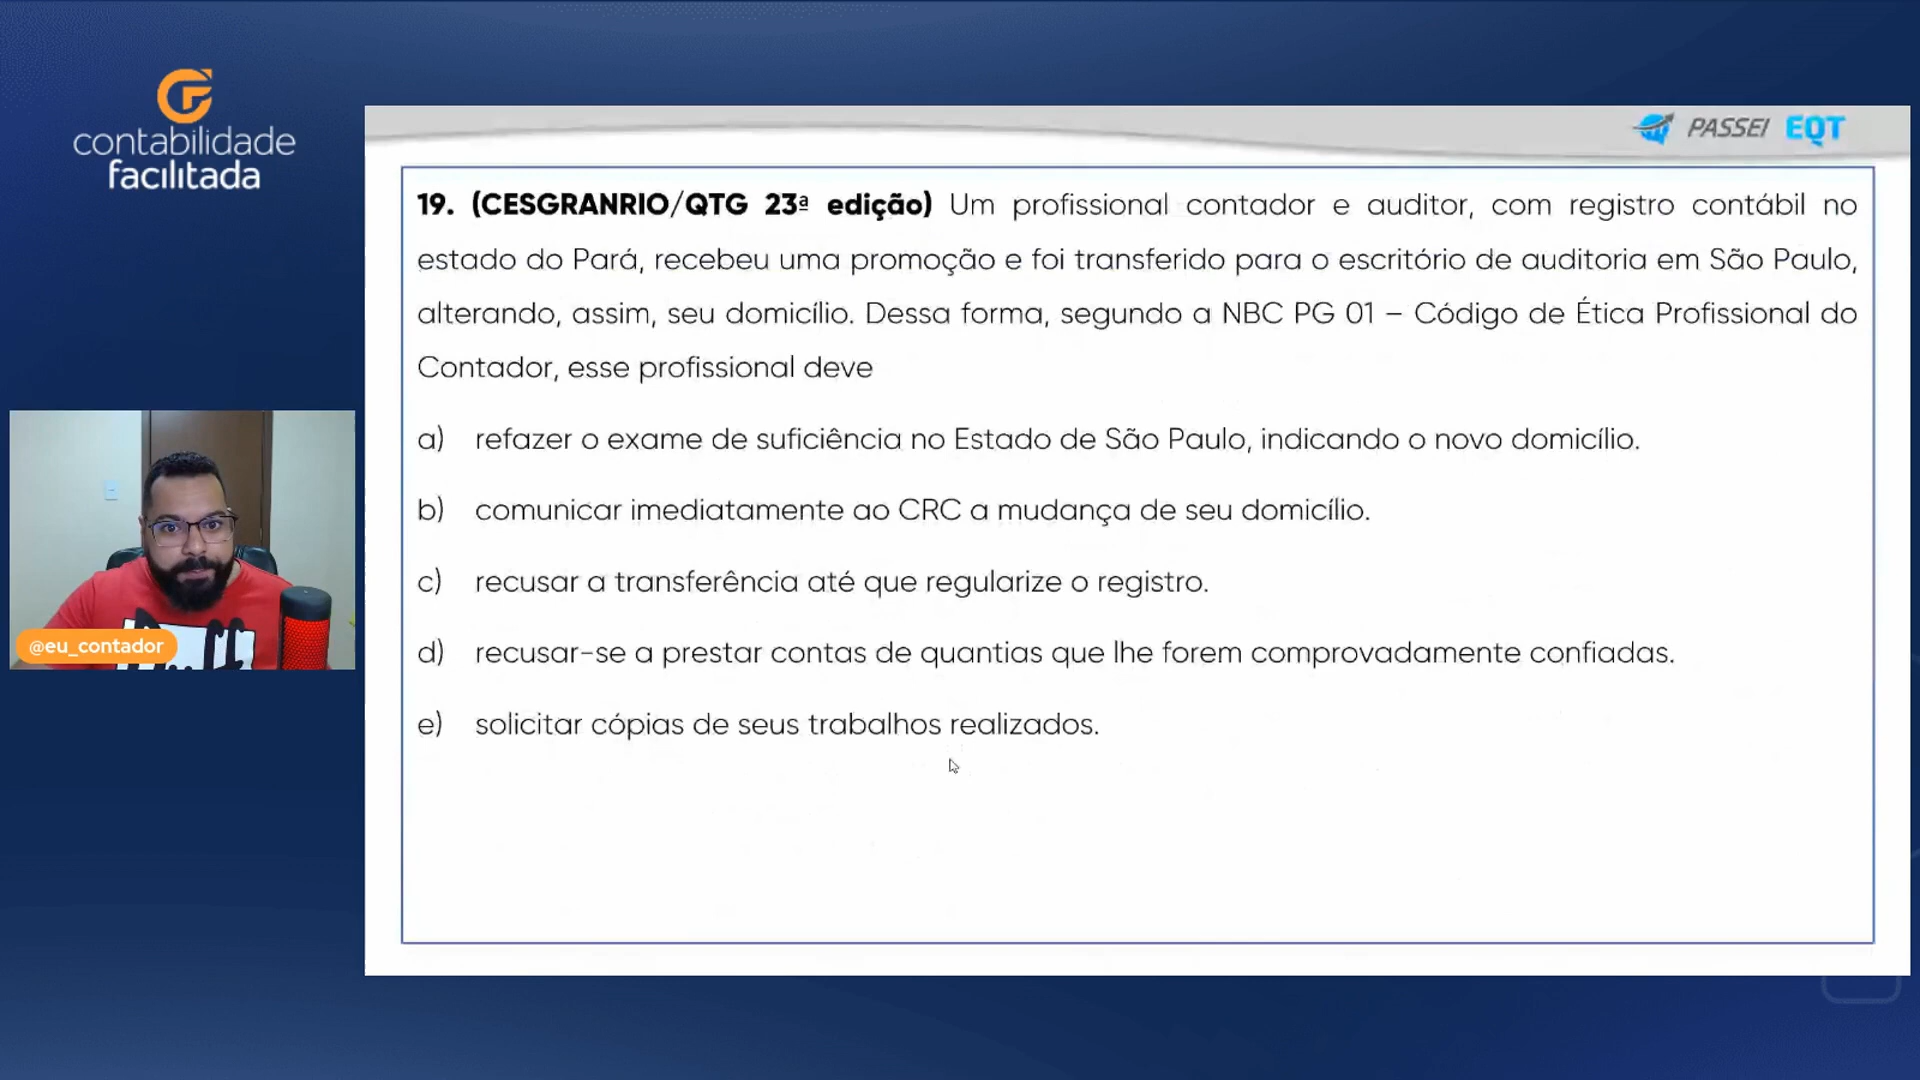 contabilidade
facilitada
PASSEI EQT
19. (CESGRANRIO/QTG 23ª edição) Um profissional contador e auditor, com registro contábil no
estado do Pará, recebeu uma promoção e foi transferido para o escritório de auditoria em São Paulo,
alterando, assim, seu domicílio. Dessa forma, segundo a NBC PG 01 – Código de Ética Profissional do
Contador, esse profissional deve
a) refazer o exame de suficiência no Estado de São Paulo, indicando o novo domicílio.
b) comunicar imediatamente ao CRC a mudança de seu domicílio.
c) recusar a transferência até que regularize o registro.
d) recusar-se a prestar contas de quantias que lhe forem comprovadamente confiadas.
e) solicitar cópias de seus trabalhos realizados.
@eu_contador